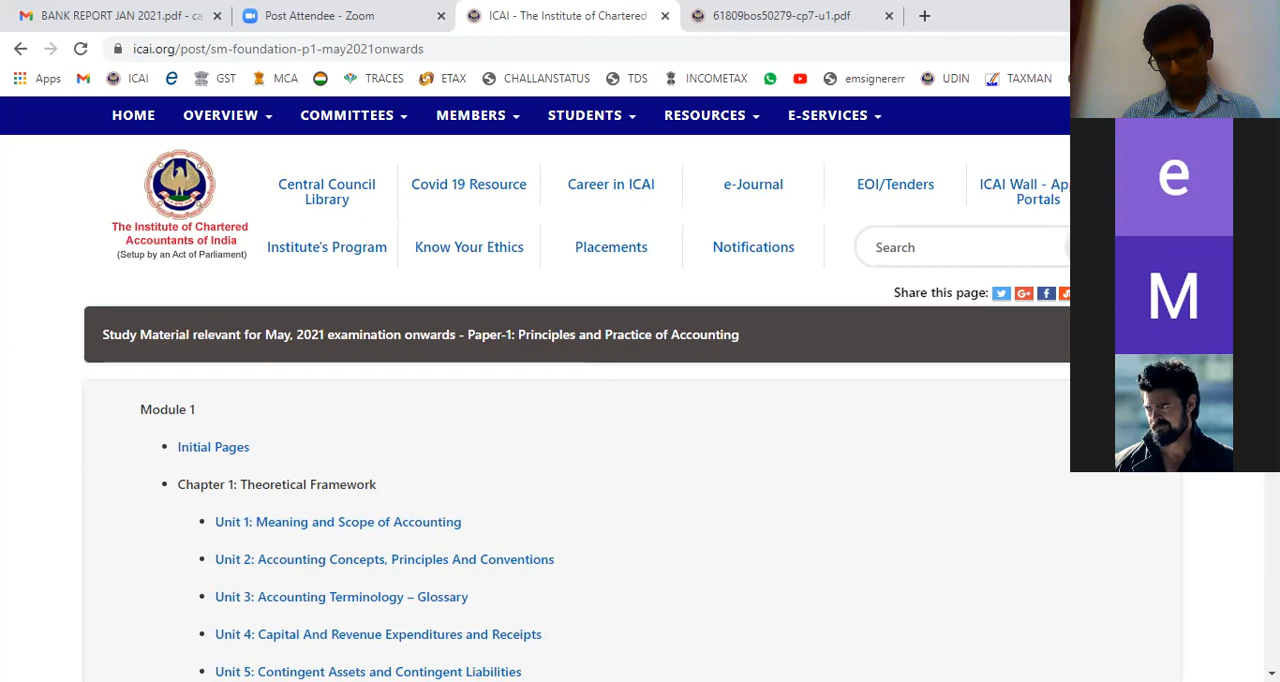 BANK REPORT JAN 2021.pdf - ca
Post Attendee - Zoom
ICAI - The Institute of Chartered
61809bos50279-cp7-u1.pdf
icai.org/post/sm-foundation-p1-may2021onwards
Apps
ICAI
GST
MCA
TRACES
ETAX
CHALLANSTATUS
TDS
INCOMETAX
emsignererr
UDIN
TAXMAN
HOME
OVERVIEW
COMMITTEES
MEMBERS
STUDENTS
RESOURCES
E-SERVICES
The Institute of Chartered
Accountants of India
(Setup by an Act of Parliament)
Central Council
Library
Covid 19 Resource
Career in ICAI
e-Journal
EOI/Tenders
ICAI Wall - Ap
Portals
Institute's Program
Know Your Ethics
Placements
Notifications
Search
Share this page:
G+
f
Study Material relevant for May, 2021 examination onwards - Paper-1: Principles and Practice of Accounting
Module 1
Initial Pages
Chapter 1: Theoretical Framework
Unit 1: Meaning and Scope of Accounting
Unit 2: Accounting Concepts, Principles And Conventions
Unit 3: Accounting Terminology – Glossary
Unit 4: Capital And Revenue Expenditures and Receipts
Unit 5: Contingent Assets and Contingent Liabilities
e
M